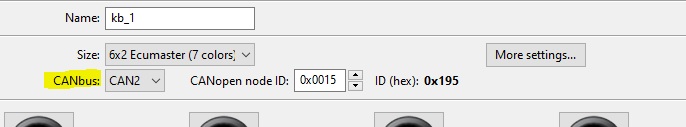 Name: kb_1
Size: 6x2 Ecumaster (7 colors) More settings...
CANbus: CAN2 CANopen node ID: 0x0015 ID (hex): 0x195